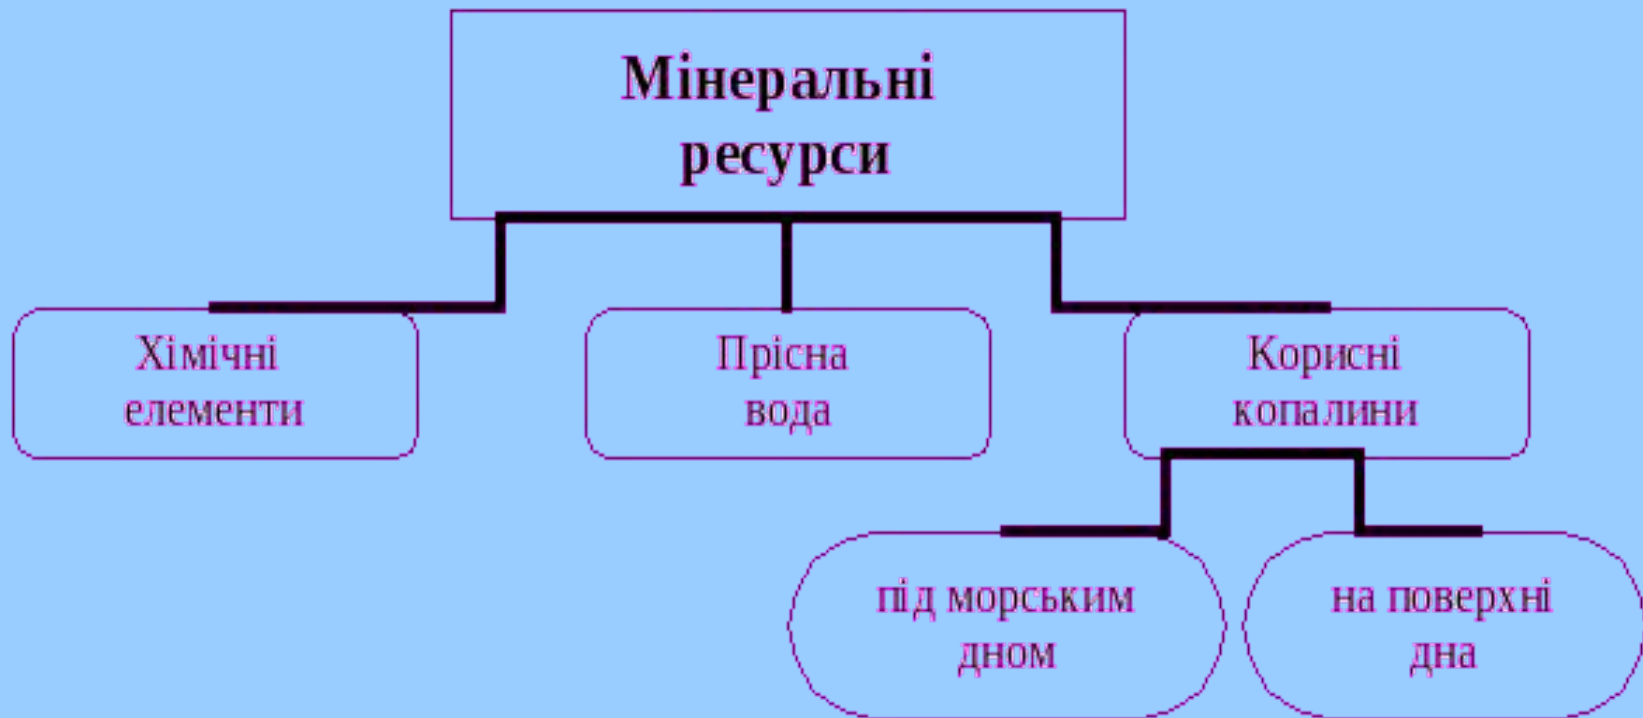 Мінеральні
ресурси
Хімічні
елементи
Прісна
вода
Корисні
копалини
під морським
дном
на поверхні
дна